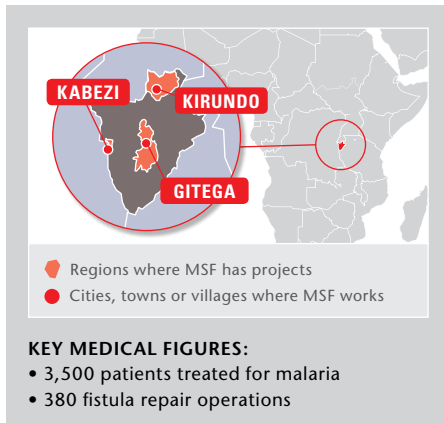 KABEZI
KIRUNDO
GITEGA
Regions where MSF has projects
Cities, towns or villages where MSF works
KEY MEDICAL FIGURES:
• 3,500 patients treated for malaria
• 380 fistula repair operations